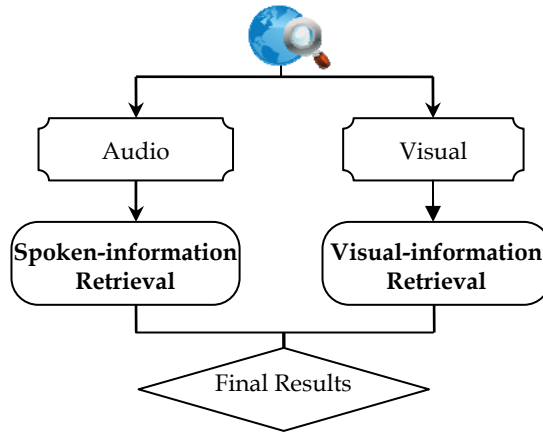 Audio
Visual
Spoken-information
Retrieval
Visual-information
Retrieval
Final Results